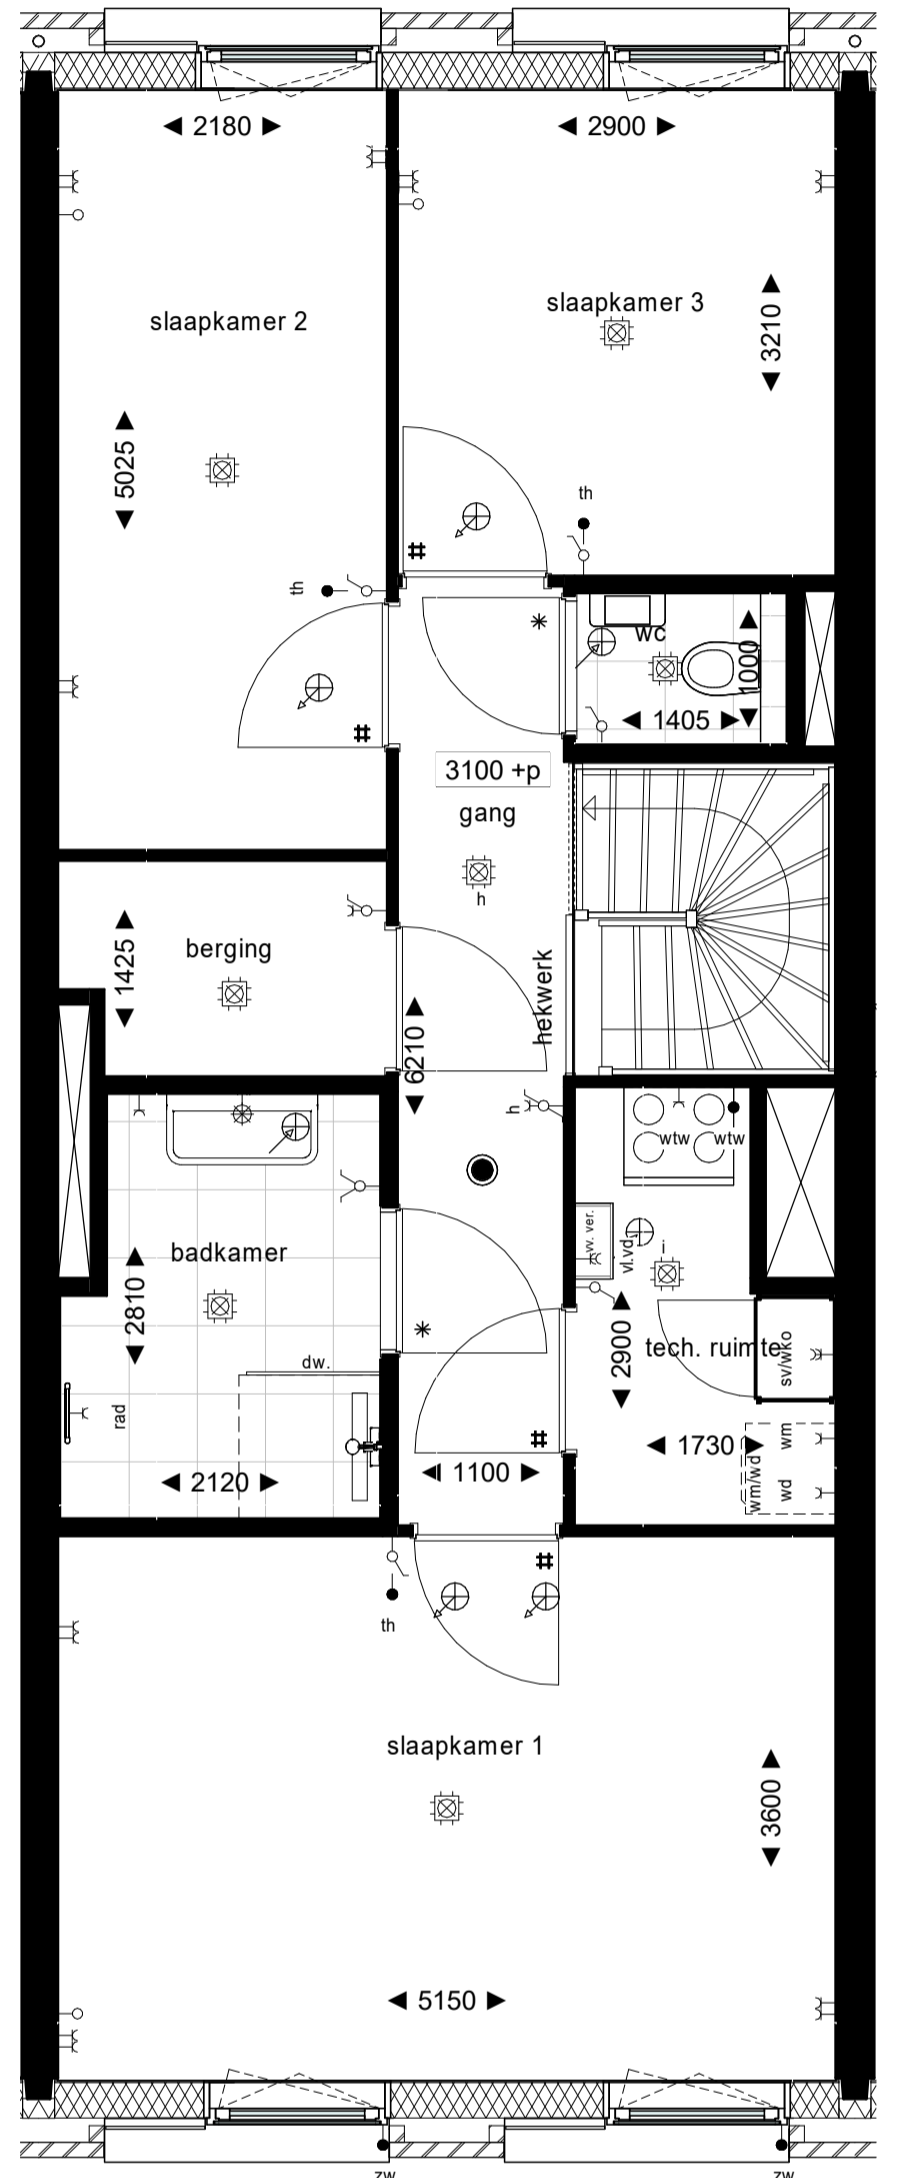 2180
2900
slaapkamer 2
slaapkamer 3
3210
5025
th
#
th
wc
*
1000
#
1405
3100 +p
gang
h
berging
1425
hekwerk
6210
h
wtw
wtw
vv. ver.
vl.vd.
i
badkamer
2810
2900
tech. ruimte
sv/wko
dw.
rad
*
#
1730
wm
wm/wd
wd
2120
1100
#
th
slaapkamer 1
3600
5150
zw
zw